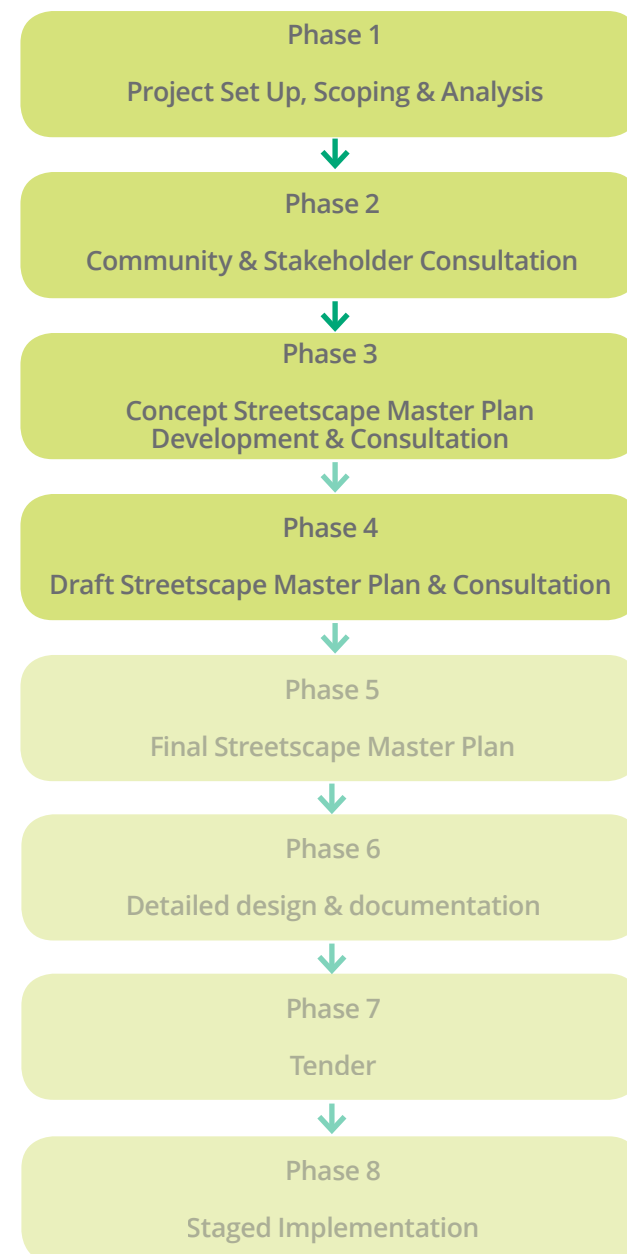 Phase 1
Project Set Up, Scoping & Analysis
Phase 2
Community & Stakeholder Consultation
Phase 3
Concept Streetscape Master Plan
Development & Consultation
Phase 4
Draft Streetscape Master Plan & Consultation
Phase 5
Final Streetscape Master Plan
Phase 6
Detailed design & documentation
Phase 7
Tender
Phase 8
Staged Implementation